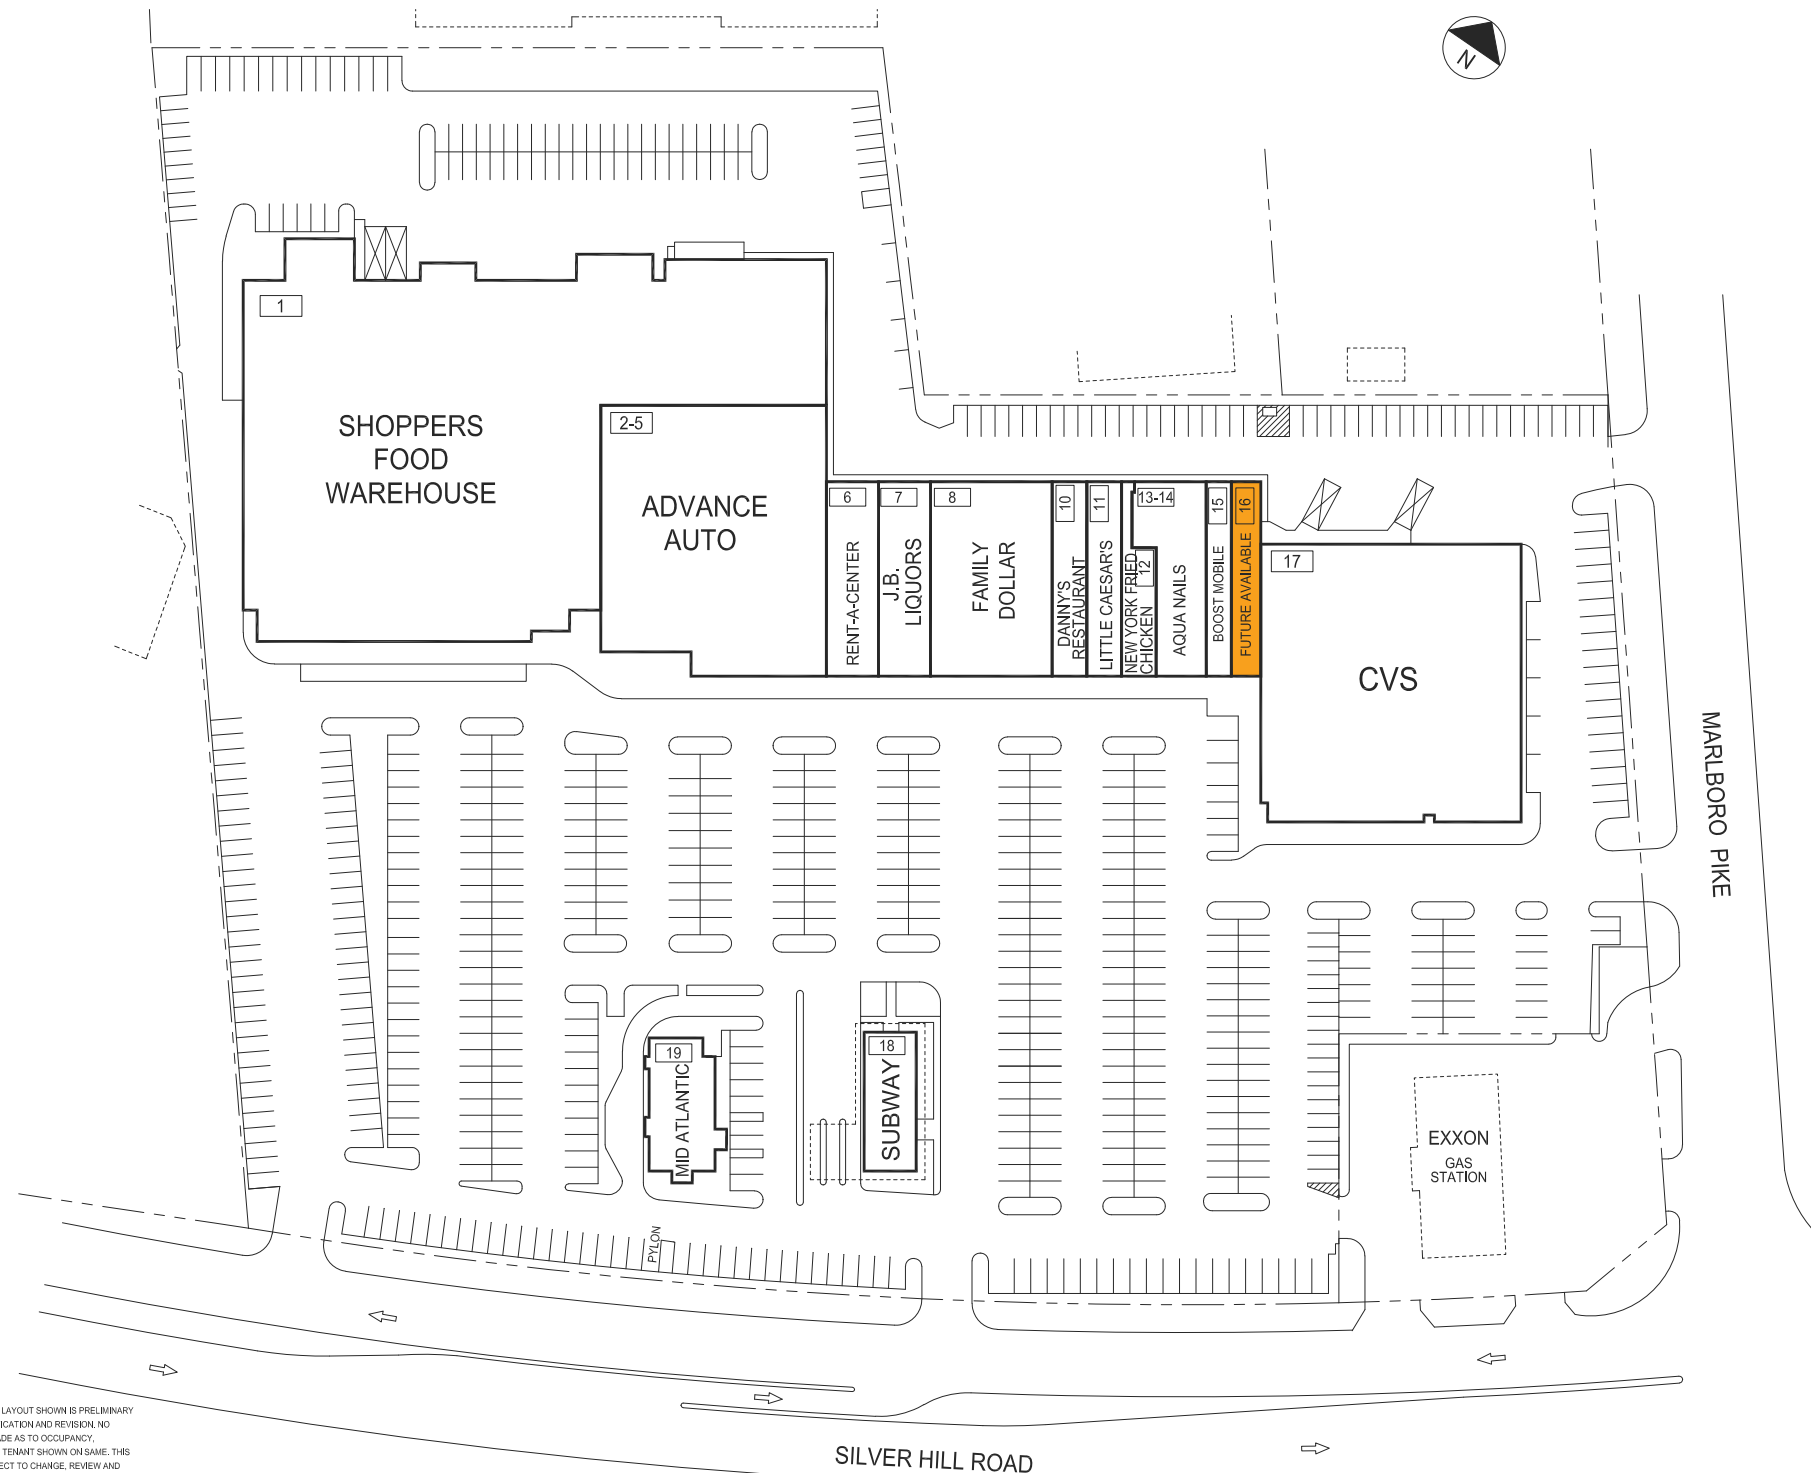 N
1
SHOPPERS
FOOD
WAREHOUSE
2-5
ADVANCE
AUTO
6
RENT-A-CENTER
7
J.B.
LIQUORS
8
FAMILY
DOLLAR
10
DANNY'S
RESTAURANT
11
LITTLE CAESAR'S
12
NEW YORK FRIED
CHICKEN
13-14
AQUA NAILS
15
BOOST MOBILE
16
FUTURE AVAILABLE
17
CVS
MARLBORO PIKE
19
MID ATLANTIC
18
SUBWAY
EXXON
GAS
STATION
PYLON
SILVER HILL ROAD
LAYOUT SHOWN IS PRELIMINARY
ICATION AND REVISION. NO
ADE AS TO OCCUPANCY,
TENANT SHOWN ON SAME. THIS
ECT TO CHANGE, REVIEW AND